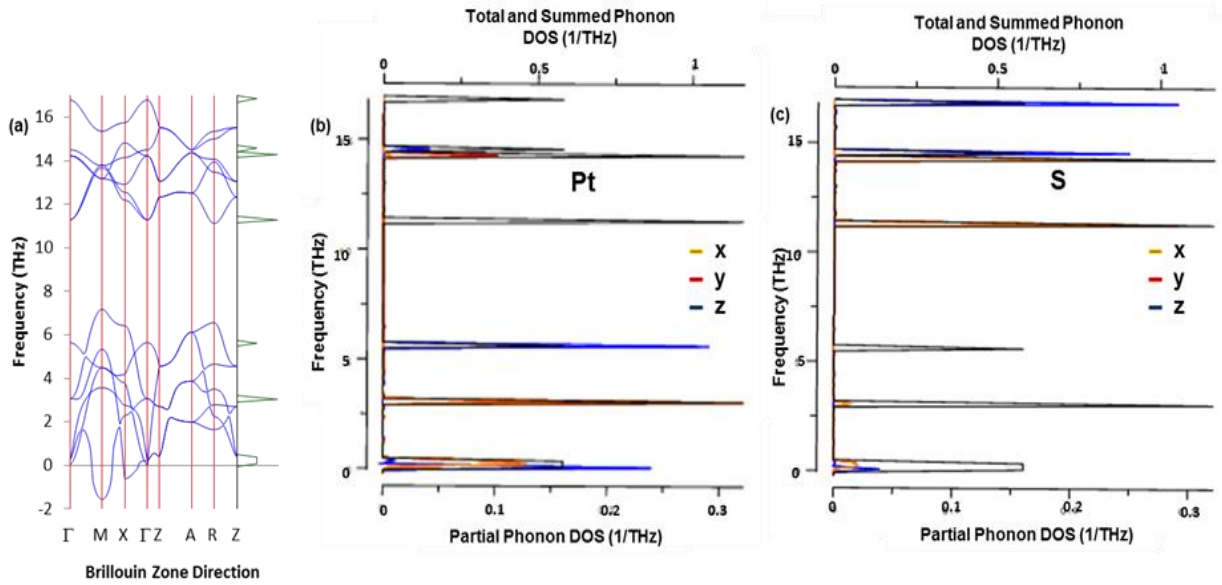 (a)
Frequency (THz)
16
14
12
10
8
6
4
2
0
-2
Γ M X Γ Z A R Z
Brillouin Zone Direction
(b)
Total and Summed Phonon
DOS (1/THz)
0 0.5 1
Frequency (THz)
15
10
5
0
Pt
x
y
z
0 0.1 0.2 0.3
Partial Phonon DOS (1/THz)
(c)
Total and Summed Phonon
DOS (1/THz)
0 0.5 1
Frequency (THz)
15
10
5
0
S
x
y
z
0 0.1 0.2 0.3
Partial Phonon DOS (1/THz)